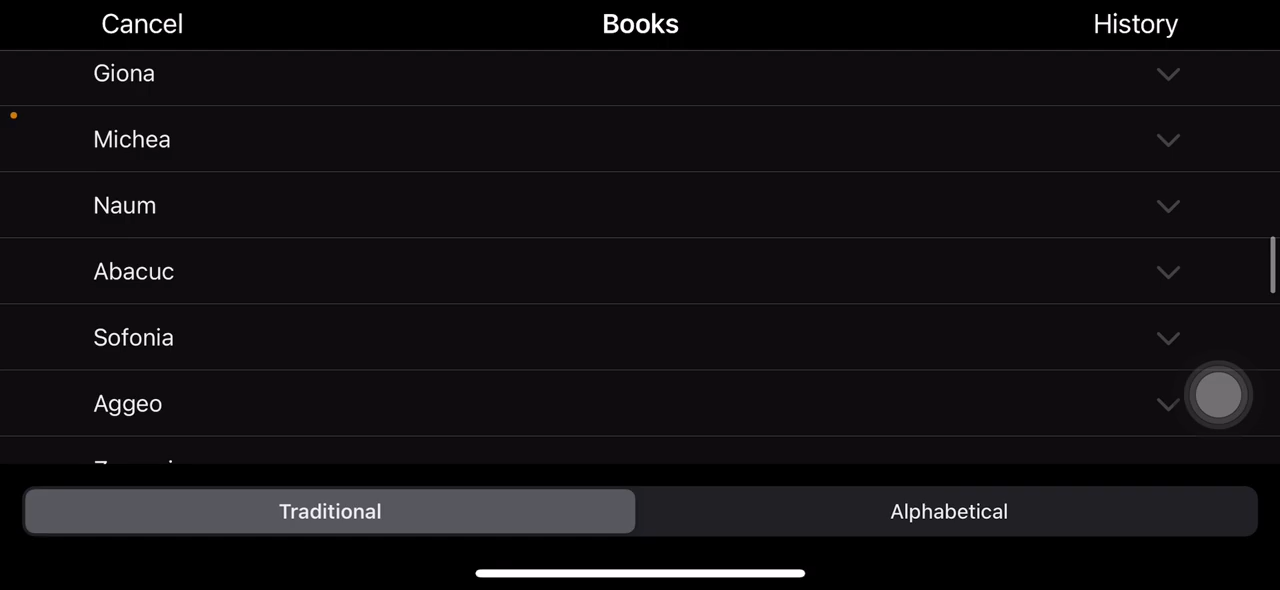 Cancel
Books
History
Giona
Michea
Naum
Abacuc
Sofonia
Aggeo
Traditional
Alphabetical